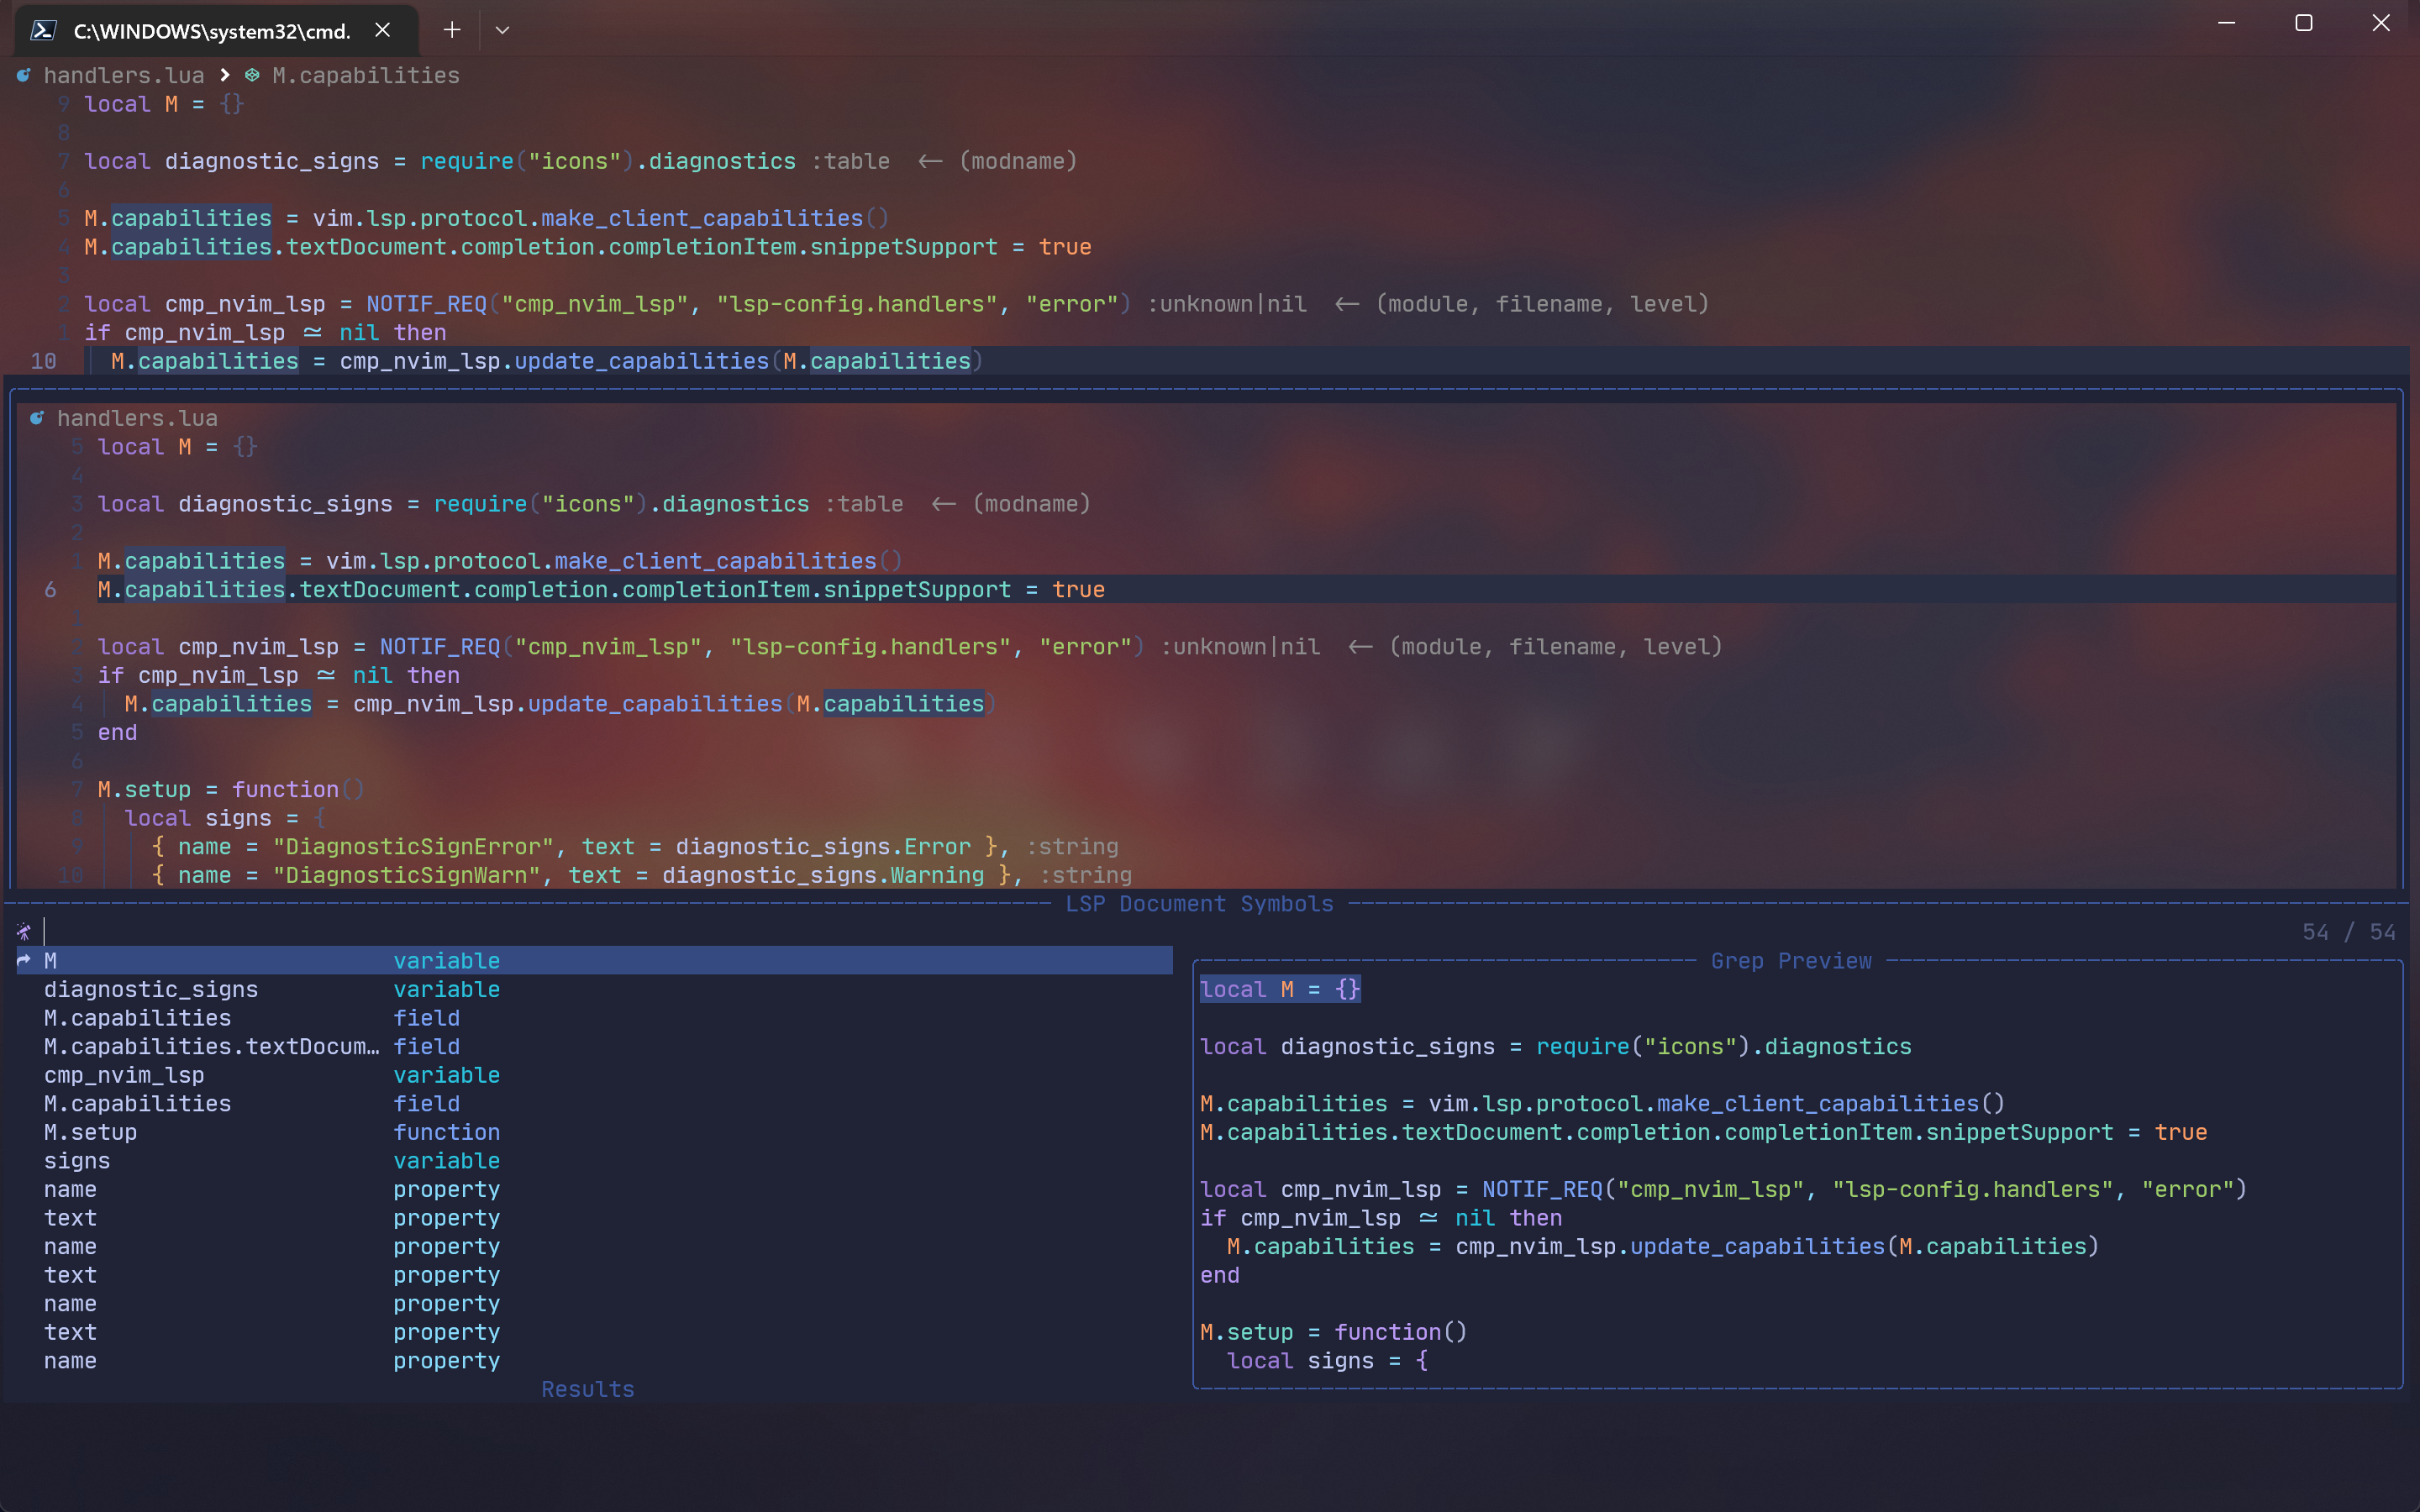 C:\WINDOWS\system32\cmd.
handlers.lua > M.capabilities
9 local M = {}
8
7 local diagnostic_signs = require("icons").diagnostics :table <— (modname)
6
5 M.capabilities = vim.lsp.protocol.make_client_capabilities()
4 M.capabilities.textDocument.completion.completionItem.snippetSupport = true
3
2 local cmp_nvim_lsp = NOTIF_REQ("cmp_nvim_lsp", "lsp-config.handlers", "error") :unknown|nil <— (module, filename, level)
1 if cmp_nvim_lsp ≃ nil then
10 M.capabilities = cmp_nvim_lsp.update_capabilities(M.capabilities)
handlers.lua
5 local M = {}
4
3 local diagnostic_signs = require("icons").diagnostics :table <— (modname)
2
1 M.capabilities = vim.lsp.protocol.make_client_capabilities()
6 M.capabilities.textDocument.completion.completionItem.snippetSupport = true
1
2 local cmp_nvim_lsp = NOTIF_REQ("cmp_nvim_lsp", "lsp-config.handlers", "error") :unknown|nil <— (module, filename, level)
3 if cmp_nvim_lsp ≃ nil then
4 M.capabilities = cmp_nvim_lsp.update_capabilities(M.capabilities)
5 end
6
7 M.setup = function()
8 local signs = {
9 { name = "DiagnosticSignError", text = diagnostic_signs.Error }, :string
10 { name = "DiagnosticSignWarn", text = diagnostic_signs.Warning }, :string
LSP Document Symbols
54 / 54
M variable
diagnostic_signs variable
M.capabilities field
M.capabilities.textDocum… field
cmp_nvim_lsp variable
M.capabilities field
M.setup function
signs variable
name property
text property
name property
text property
name property
text property
name property
Results
Grep Preview
local M = {}
local diagnostic_signs = require("icons").diagnostics
M.capabilities = vim.lsp.protocol.make_client_capabilities()
M.capabilities.textDocument.completion.completionItem.snippetSupport = true
local cmp_nvim_lsp = NOTIF_REQ("cmp_nvim_lsp", "lsp-config.handlers", "error")
if cmp_nvim_lsp ≃ nil then
M.capabilities = cmp_nvim_lsp.update_capabilities(M.capabilities)
end
M.setup = function()
local signs = {